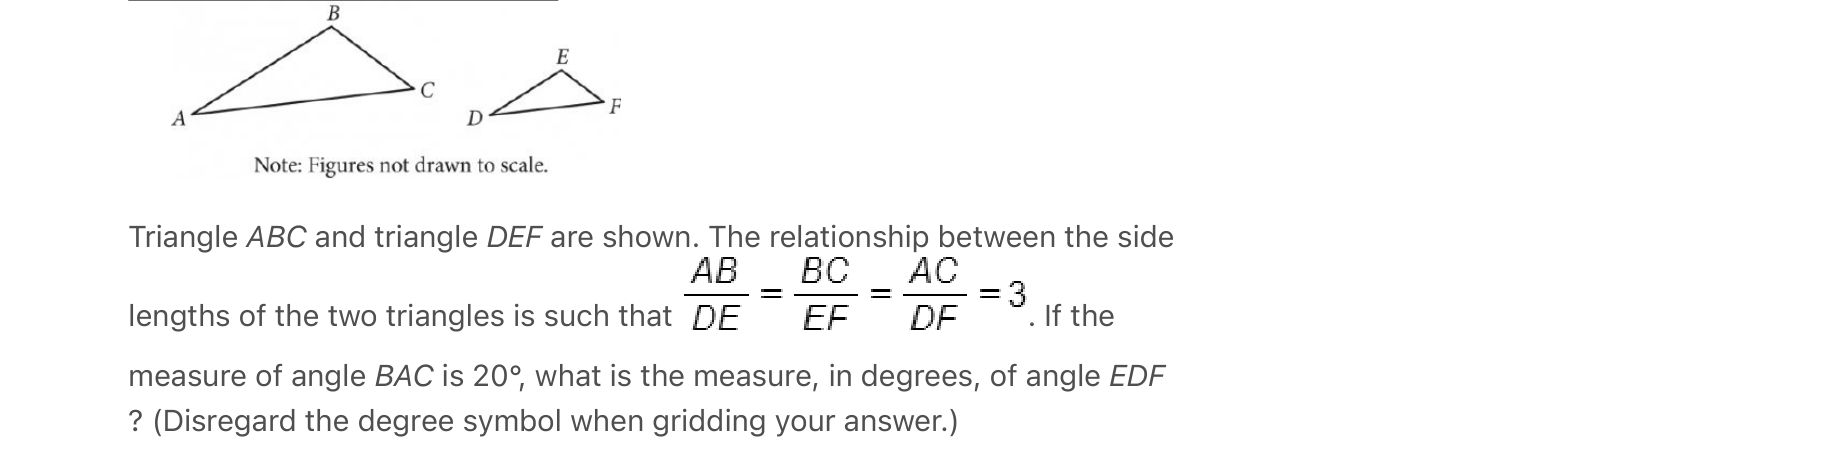 B
E
C
F
A
D
Note: Figures not drawn to scale.
Triangle ABC and triangle DEF are shown. The relationship between the side
lengths of the two triangles is such that AB/DE = BC/EF = AC/DF = 3. If the
measure of angle BAC is 20°, what is the measure, in degrees, of angle EDF
? (Disregard the degree symbol when gridding your answer.)